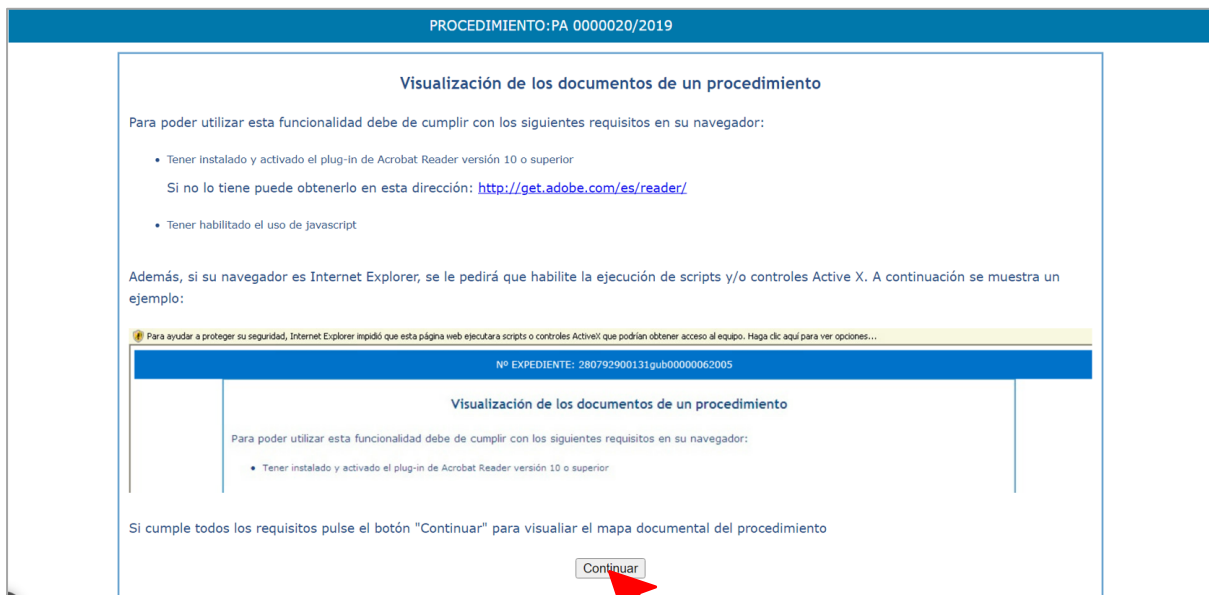 PROCEDIMIENTO:PA 0000020/2019
Visualización de los documentos de un procedimiento
Para poder utilizar esta funcionalidad debe de cumplir con los siguientes requisitos en su navegador:
• Tener instalado y activado el plug-in de Acrobat Reader versión 10 o superior
Si no lo tiene puede obtenerlo en esta dirección: http://get.adobe.com/es/reader/
• Tener habilitado el uso de javascript
Además, si su navegador es Internet Explorer, se le pedirá que habilite la ejecución de scripts y/o controles Active X. A continuación se muestra un
ejemplo:
Para ayudar a proteger su seguridad, Internet Explorer impidió que esta página web ejecutara scripts o controles ActiveX que podrían obtener acceso al equipo. Haga clic aquí para ver opciones...
Nº EXPEDIENTE: 280792900131gub00000062005
Visualización de los documentos de un procedimiento
Para poder utilizar esta funcionalidad debe de cumplir con los siguientes requisitos en su navegador:
• Tener instalado y activado el plug-in de Acrobat Reader versión 10 o superior
Si cumple todos los requisitos pulse el botón "Continuar" para visualiar el mapa documental del procedimiento
Continuar